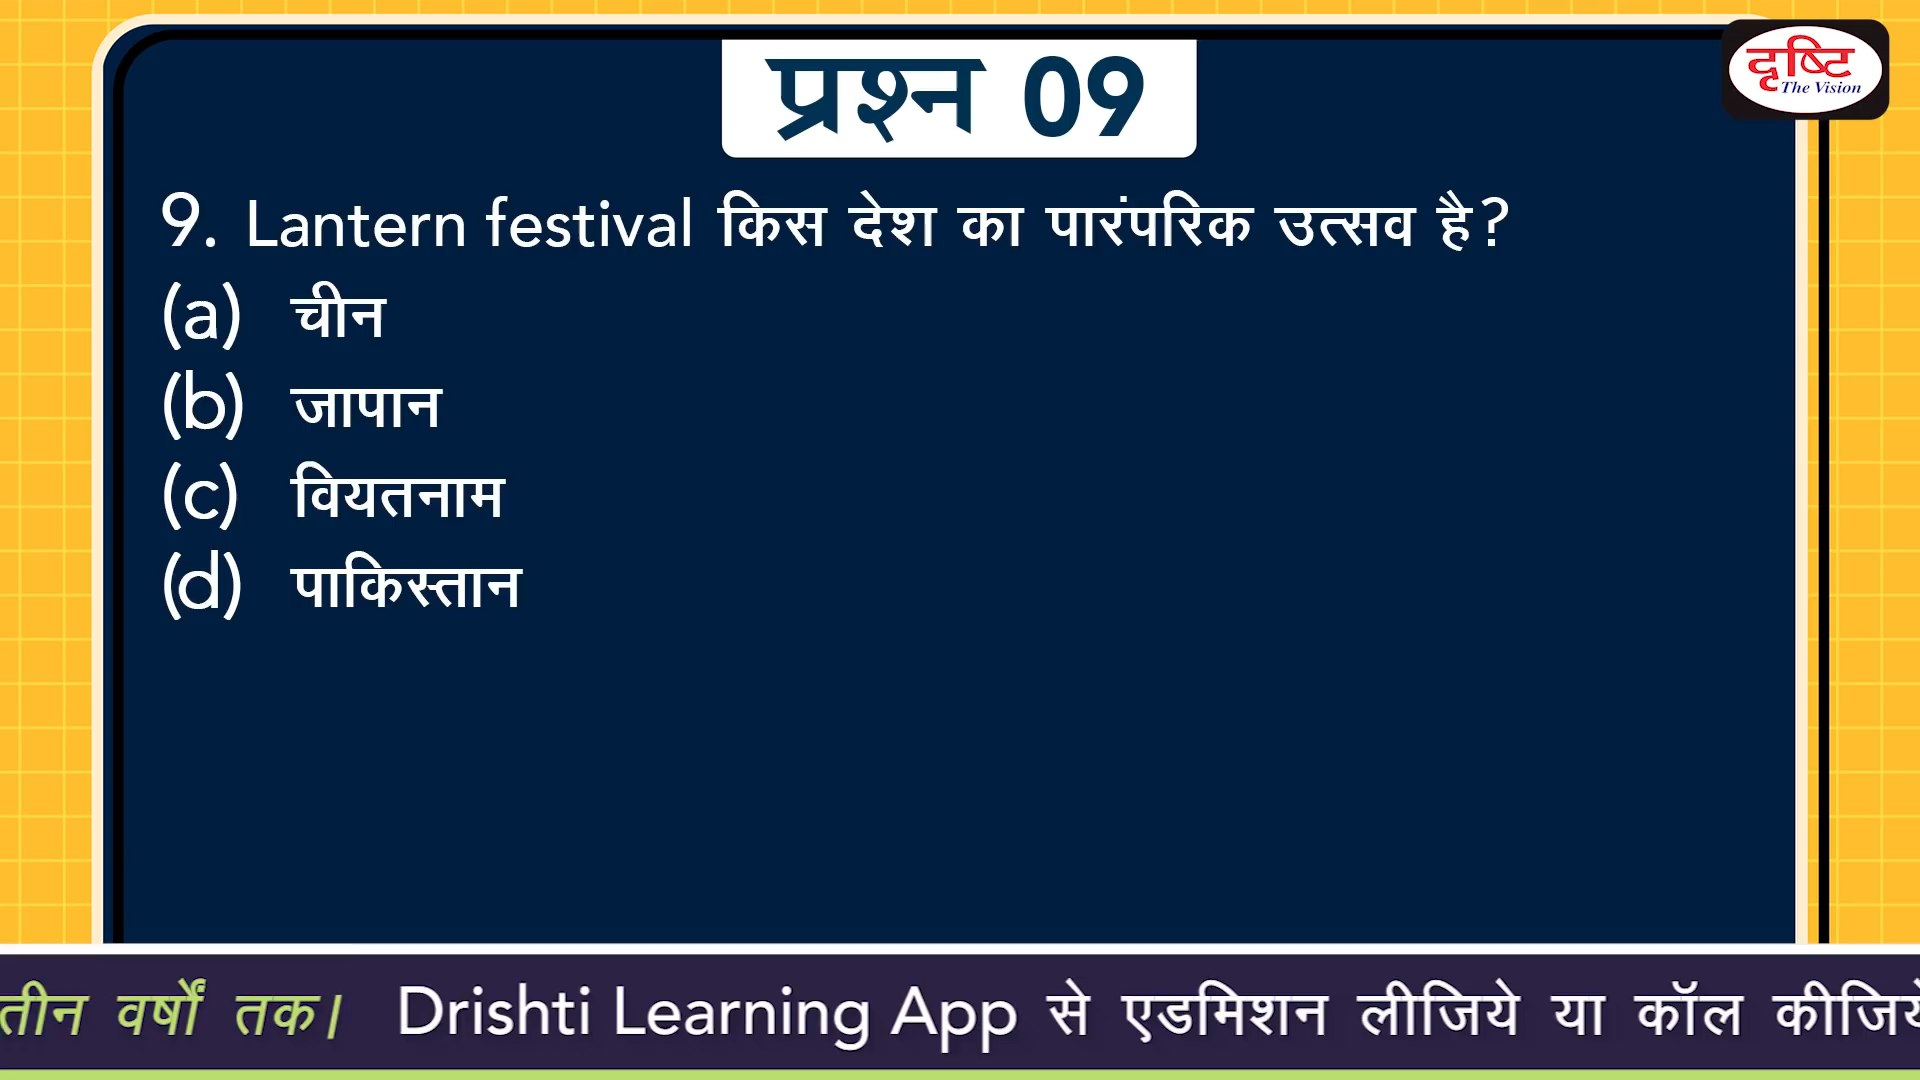 प्रश्न 09
दृष्टि
The Vision
9. Lantern festival किस देश का पारंपरिक उत्सव है?
(a) चीन
(b) जापान
(c) वियतनाम
(d) पाकिस्तान
तीन वर्षों तक। Drishti Learning App से एडमिशन लीजिये या कॉल कीजिये